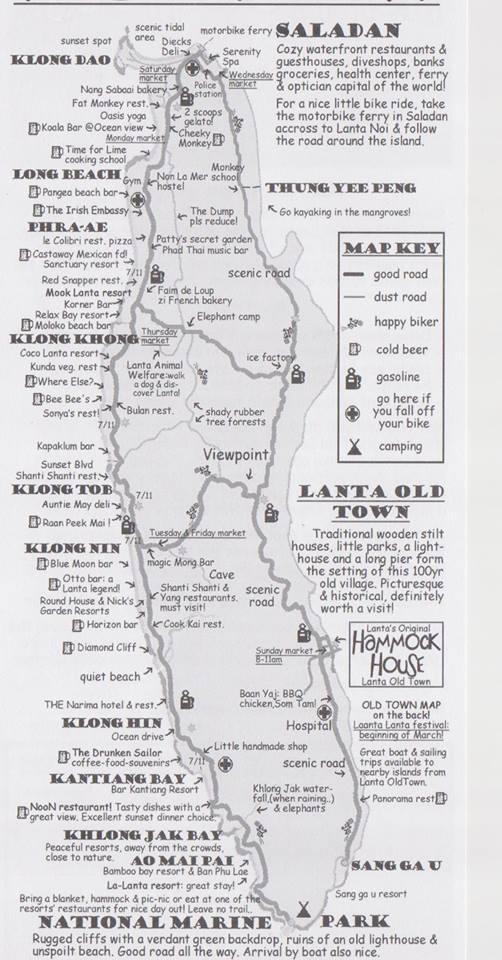 SALADAN
Cozy waterfront restaurants &
guesthouses, diveshops, banks
groceries, health center, ferry
& optician capital of the world!
For a nice little bike ride, take
the motorbike ferry in Saladan
accross to Lanta Noi & follow
the road around the island.
scenic tidal
area
motorbike ferry
sunset spot
Diecks
Deli
Serenity
Spa
KLONG DAO
Saturday
market
Police
station
Wednesday
market
Nang Sabaai bakery
Fat Monkey rest.
Oasis yoga
2 scoops
gelato!
Koala Bar @Ocean view
Monday market
Cheeky
Monkey
Time for Lime
cooking school
Monkey
school
LONG BEACH
Gym
Non La Mer
hostel
THUNG YEE PENG
Go kayaking in the mangroves!
Pangea beach bar
The Irish Embassy
The Dump
pls reduce!
PHRA-AE
le Colibri rest. pizza
Patty's secret garden
Phad Thai music bar
Castaway Mexican fd!
Sanctuary resort
7/11
scenic road
Red Snapper rest.
Mook Lanta resort
Korner Bar
Faim de Loup
zi French bakery
Relax Bay resort
Moloko beach bar
Elephant camp
KLONG KHONG
Thursday
market
MAP KEY
good road
dust road
happy biker
cold beer
gasoline
go here if
you fall off
your bike
camping
Coco Lanta resort
Kunda veg. rest
Where Else?
Bee Bee's
Sonya's rest!
7/11
Lanta Animal
Welfare:walk
a dog & dis-
cover Lanta!
ice factory
Bulan rest.
shady rubber
tree forrests
Kapaklum bar
Viewpoint
Sunset Blvd
Shanti Shanti rest.
KLONG TOB
7/11
Auntie May deli
Raan Peek Mai !
7/11
LANTA OLD
TOWN
Traditional wooden stilt
houses, little parks, a light-
house and a long pier form
the setting of this 100yr
old village. Picturesque
& historical, definitely
worth a visit!
Tuesday & Friday market
KLONG NIN
magic Mong Bar
Blue Moon bar
Otto bar: a
Lanta legend!
Cave
Shanti Shanti &
Yang restaurants.
must visit!
scenic
road
Round House & Nick's
Garden Resorts
Horizon bar
Cook Kai rest.
Diamond Cliff
Sunday market
8-11am
Lanta's Original
HAMMOCK
HOUSE
Lanta Old Town
quiet beach
THE Narima hotel & rest.
Baan Yaj: BBQ
chicken,Som Tam!
OLD TOWN MAP
on the back!
Laanta Lanta festival:
beginning of March!
KLONG HIN
Hospital
Ocean drive
Little handmade shop
Great boat & sailing
trips available to
nearby islands from
Lanta OldTown.
The Drunken Sailor
coffee-food-souvenirs
7/11
scenic road
KANTIANG BAY
Bar Kantiang Resort
Khlong Jak water-
fall,(when raining..)
& elephants
Panorama rest
NooN restaurant! Tasty dishes with a
great view. Excellent sunset dinner choice.
KHLONG JAK BAY
Peaceful resorts, away from the crowds,
close to nature.
AO MAI PAI
Bamboo bay resort & Ban Phu Lae
SANG GA U
La-Lanta resort: great stay!
Sang ga u resort
Bring a blanket, hammock & pic-nic or eat at one of the
resorts' restaurants for nice day out! Leave no trail..
NATIONAL MARINE PARK
Rugged cliffs with a verdant green backdrop, ruins of an old lighthouse &
unspoilt beach. Good road all the way. Arrival by boat also nice.